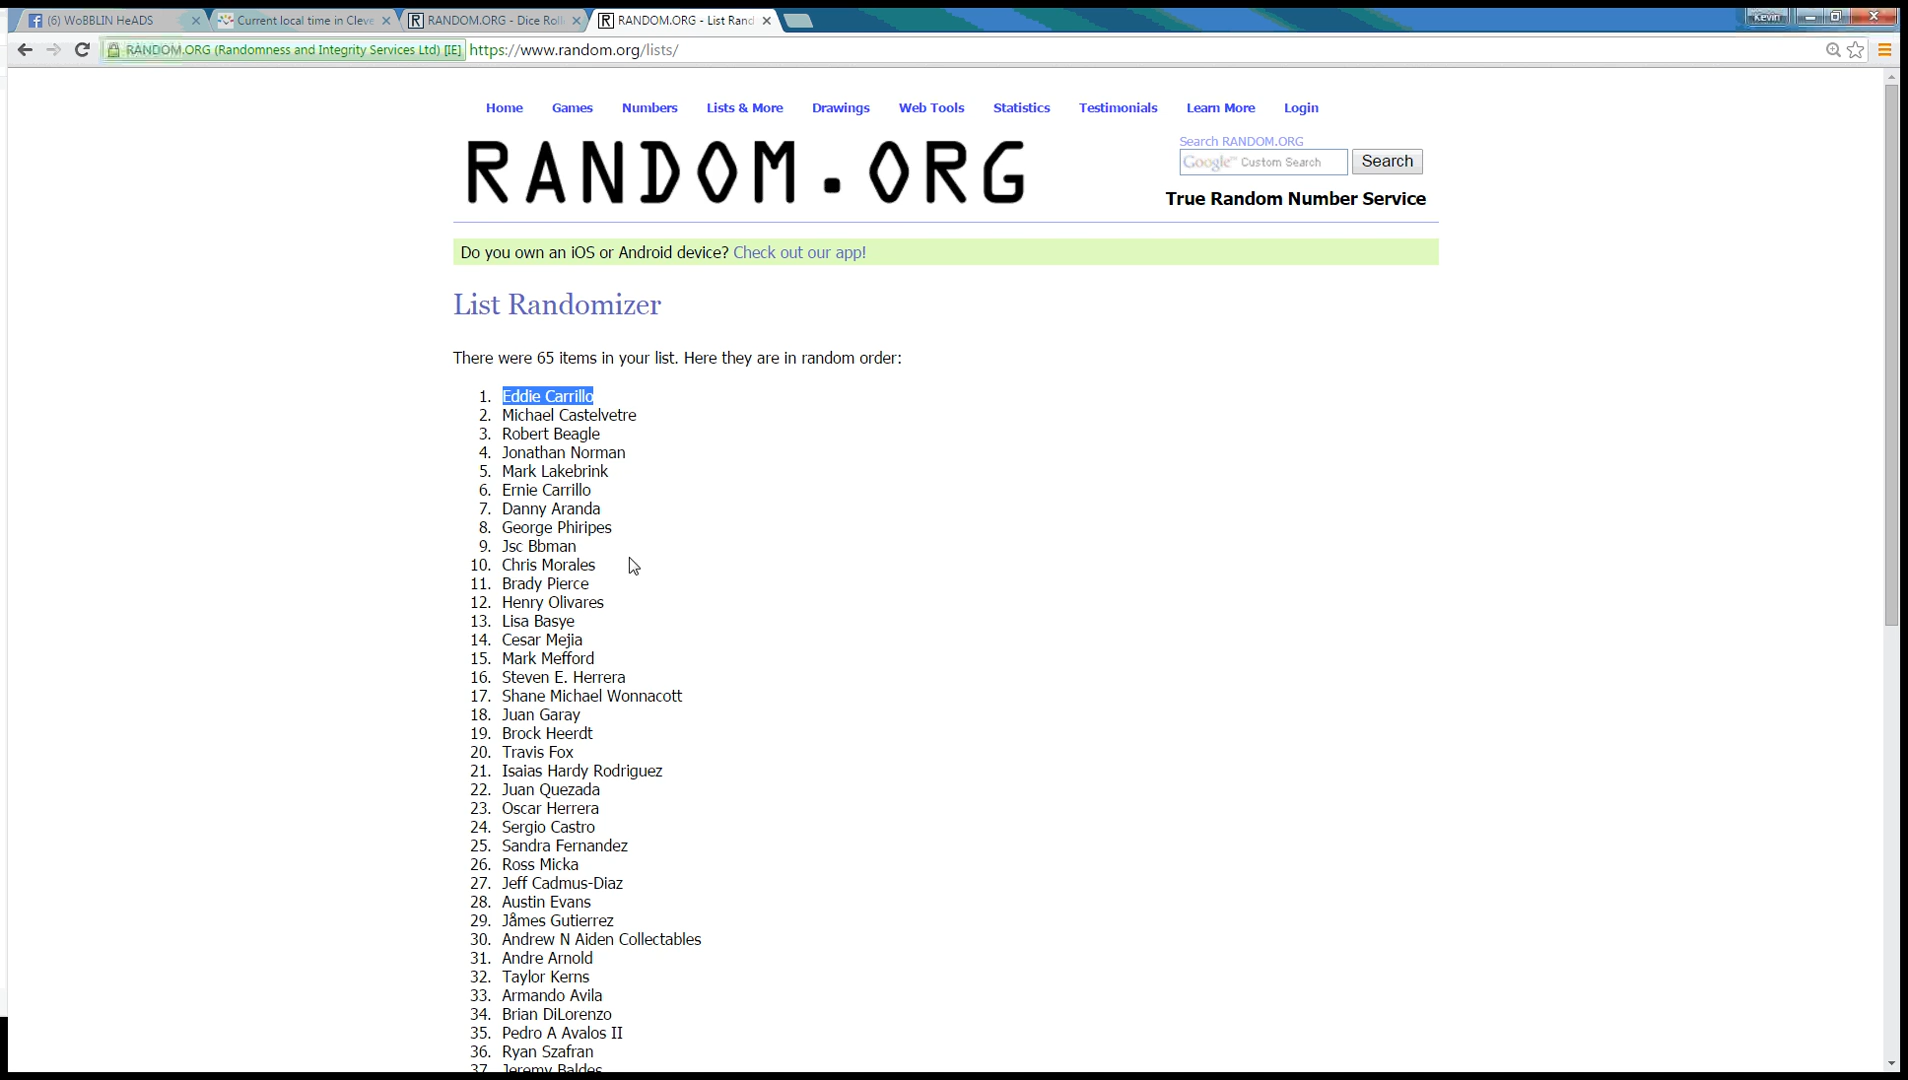 (6) WoBBLIN HeADS
Current local time in Cleve
RANDOM.ORG - Dice Roll
RANDOM.ORG - List Rand
Kevin
RANDOM.ORG (Randomness and Integrity Services Ltd) [IE] https://www.random.org/lists/
Home Games Numbers Lists & More Drawings Web Tools Statistics Testimonials Learn More Login
RANDOM.ORG
Search RANDOM.ORG
Google™ Custom Search Search
True Random Number Service
Do you own an iOS or Android device? Check out our app!
List Randomizer
There were 65 items in your list. Here they are in random order:
1. Eddie Carrillo
2. Michael Castelvetre
3. Robert Beagle
4. Jonathan Norman
5. Mark Lakebrink
6. Ernie Carrillo
7. Danny Aranda
8. George Phiripes
9. Jsc Bbman
10. Chris Morales
11. Brady Pierce
12. Henry Olivares
13. Lisa Basye
14. Cesar Mejia
15. Mark Mefford
16. Steven E. Herrera
17. Shane Michael Wonnacott
18. Juan Garay
19. Brock Heerdt
20. Travis Fox
21. Isaias Hardy Rodriguez
22. Juan Quezada
23. Oscar Herrera
24. Sergio Castro
25. Sandra Fernandez
26. Ross Micka
27. Jeff Cadmus-Diaz
28. Austin Evans
29. Jåmes Gutierrez
30. Andrew N Aiden Collectables
31. Andre Arnold
32. Taylor Kerns
33. Armando Avila
34. Brian DiLorenzo
35. Pedro A Avalos II
36. Ryan Szafran
37. Jeremy Baldes